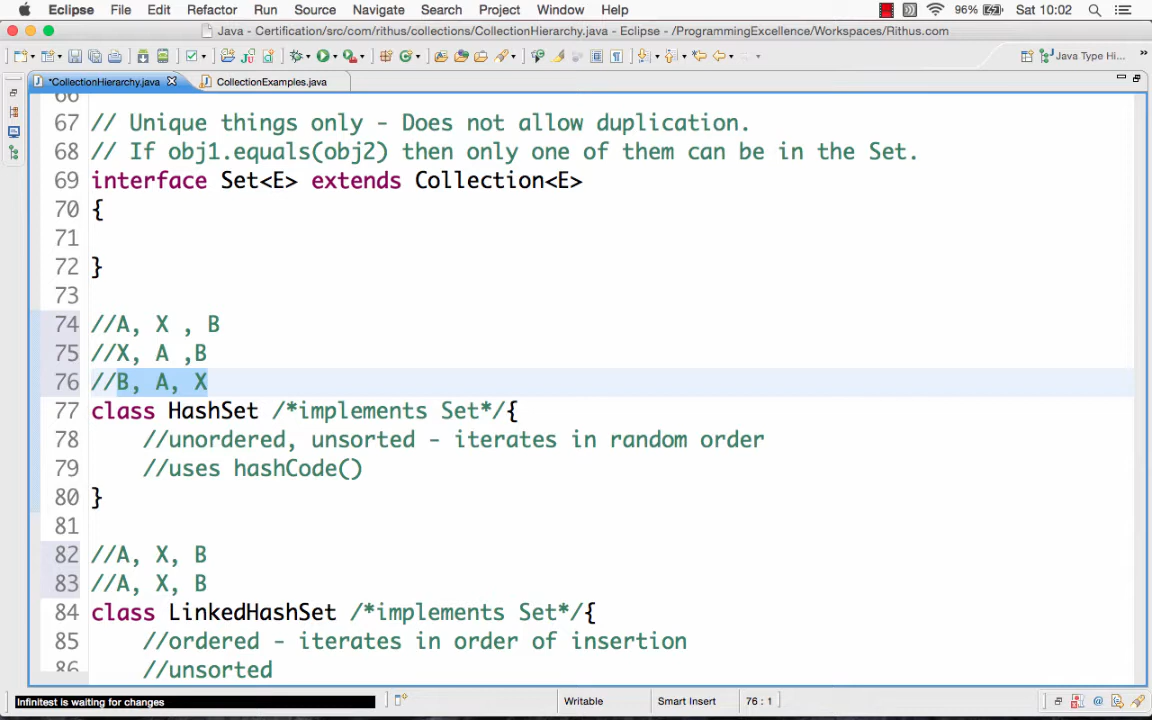 Eclipse File Edit Refactor Run Source Navigate Search Project Window Help 96% Sat 10:02
Java - Certification/src/com/rithus/collections/CollectionHierarchy.java - Eclipse - /ProgrammingExcellence/Workspaces/Rithus.com
Java Type Hi...
*CollectionHierarchy.java CollectionExamples.java
66
67 // Unique things only - Does not allow duplication.
68 // If obj1.equals(obj2) then only one of them can be in the Set.
69 interface Set<E> extends Collection<E>
70 {
71
72 }
73
74 //A, X , B
75 //X, A ,B
76 //B, A, X
77 class HashSet /*implements Set*/{
78 //unordered, unsorted - iterates in random order
79 //uses hashCode()
80 }
81
82 //A, X, B
83 //A, X, B
84 class LinkedHashSet /*implements Set*/{
85 //ordered - iterates in order of insertion
86 //unsorted
Infinitest is waiting for changes Writable Smart Insert 76 : 1